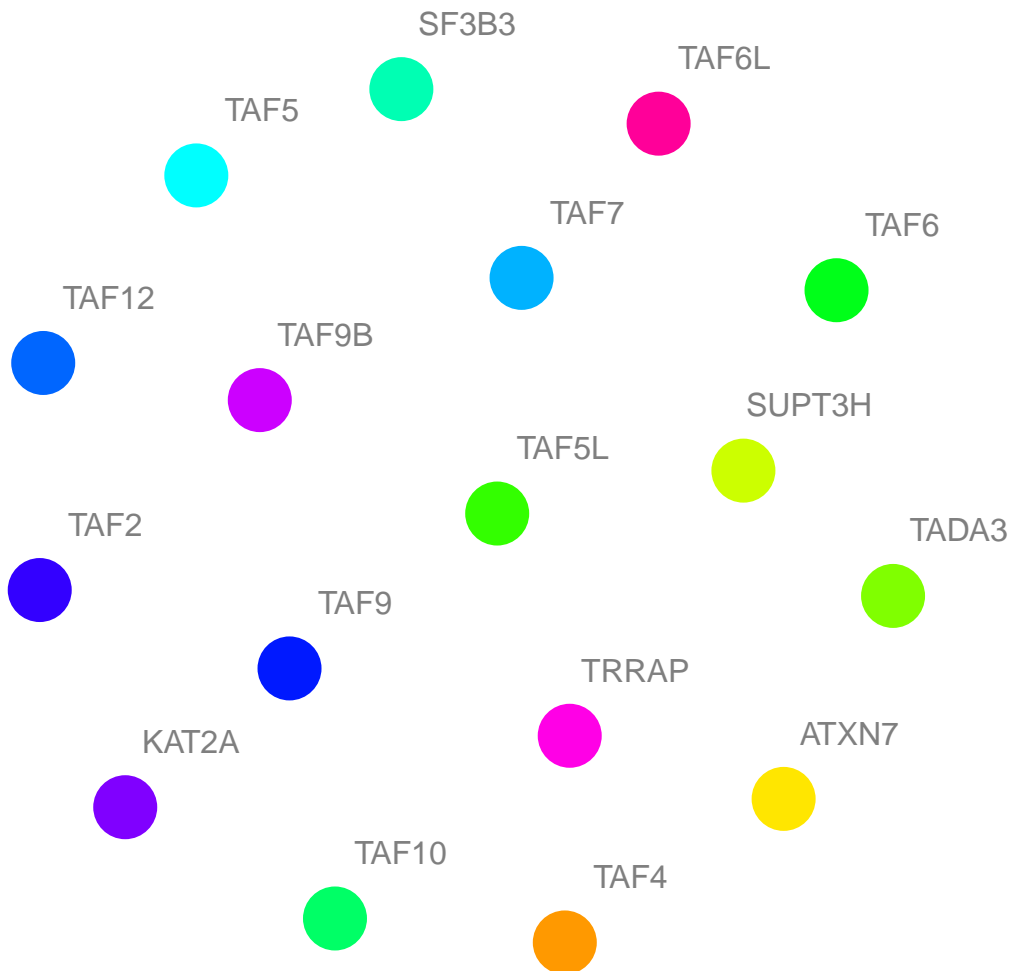 SF3B3
TAF6L
TAF5
TAF7
TAF6
TAF12
TAF9B
SUPT3H
TAF5L
TAF2
TADA3
TAF9
TRRAP
KAT2A
ATXN7
TAF10
TAF4